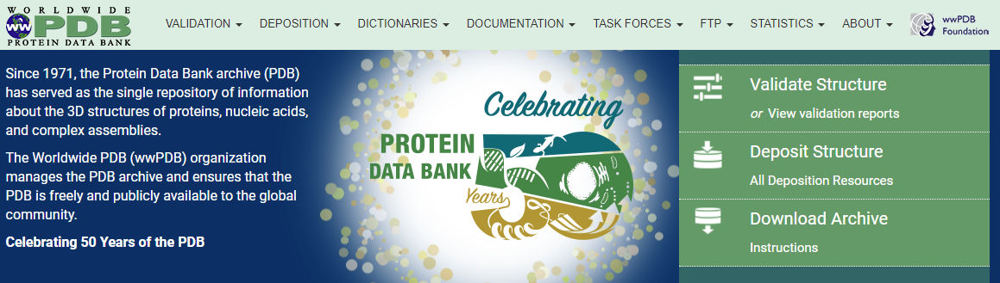 WORLDWIDE
ww PDB
PROTEIN DATA BANK
VALIDATION
DEPOSITION
DICTIONARIES
DOCUMENTATION
TASK FORCES
FTP
STATISTICS
ABOUT
wwPDB
Foundation
Since 1971, the Protein Data Bank archive (PDB)
has served as the single repository of information
about the 3D structures of proteins, nucleic acids,
and complex assemblies.
The Worldwide PDB (wwPDB) organization
manages the PDB archive and ensures that the
PDB is freely and publicly available to the global
community.
Celebrating 50 Years of the PDB
Celebrating
PROTEIN
DATA BANK
50
Years
Validate Structure
or View validation reports
Deposit Structure
All Deposition Resources
Download Archive
Instructions